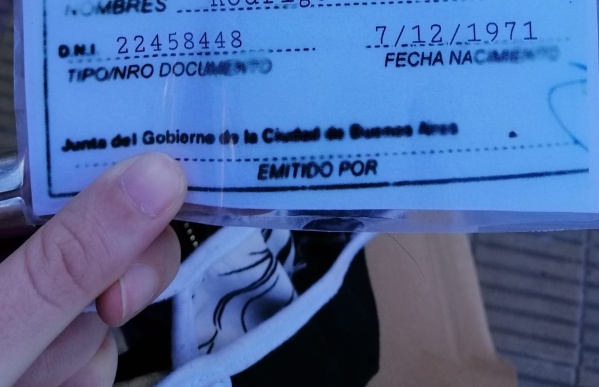 NOMBRES Rodrig
D.N.I. 22458448 7/12/1971
TIPO/NRO DOCUMENTO FECHA NACIMIENTO
Junta del Gobierno de la Ciudad de Buenos Aires
EMITIDO POR